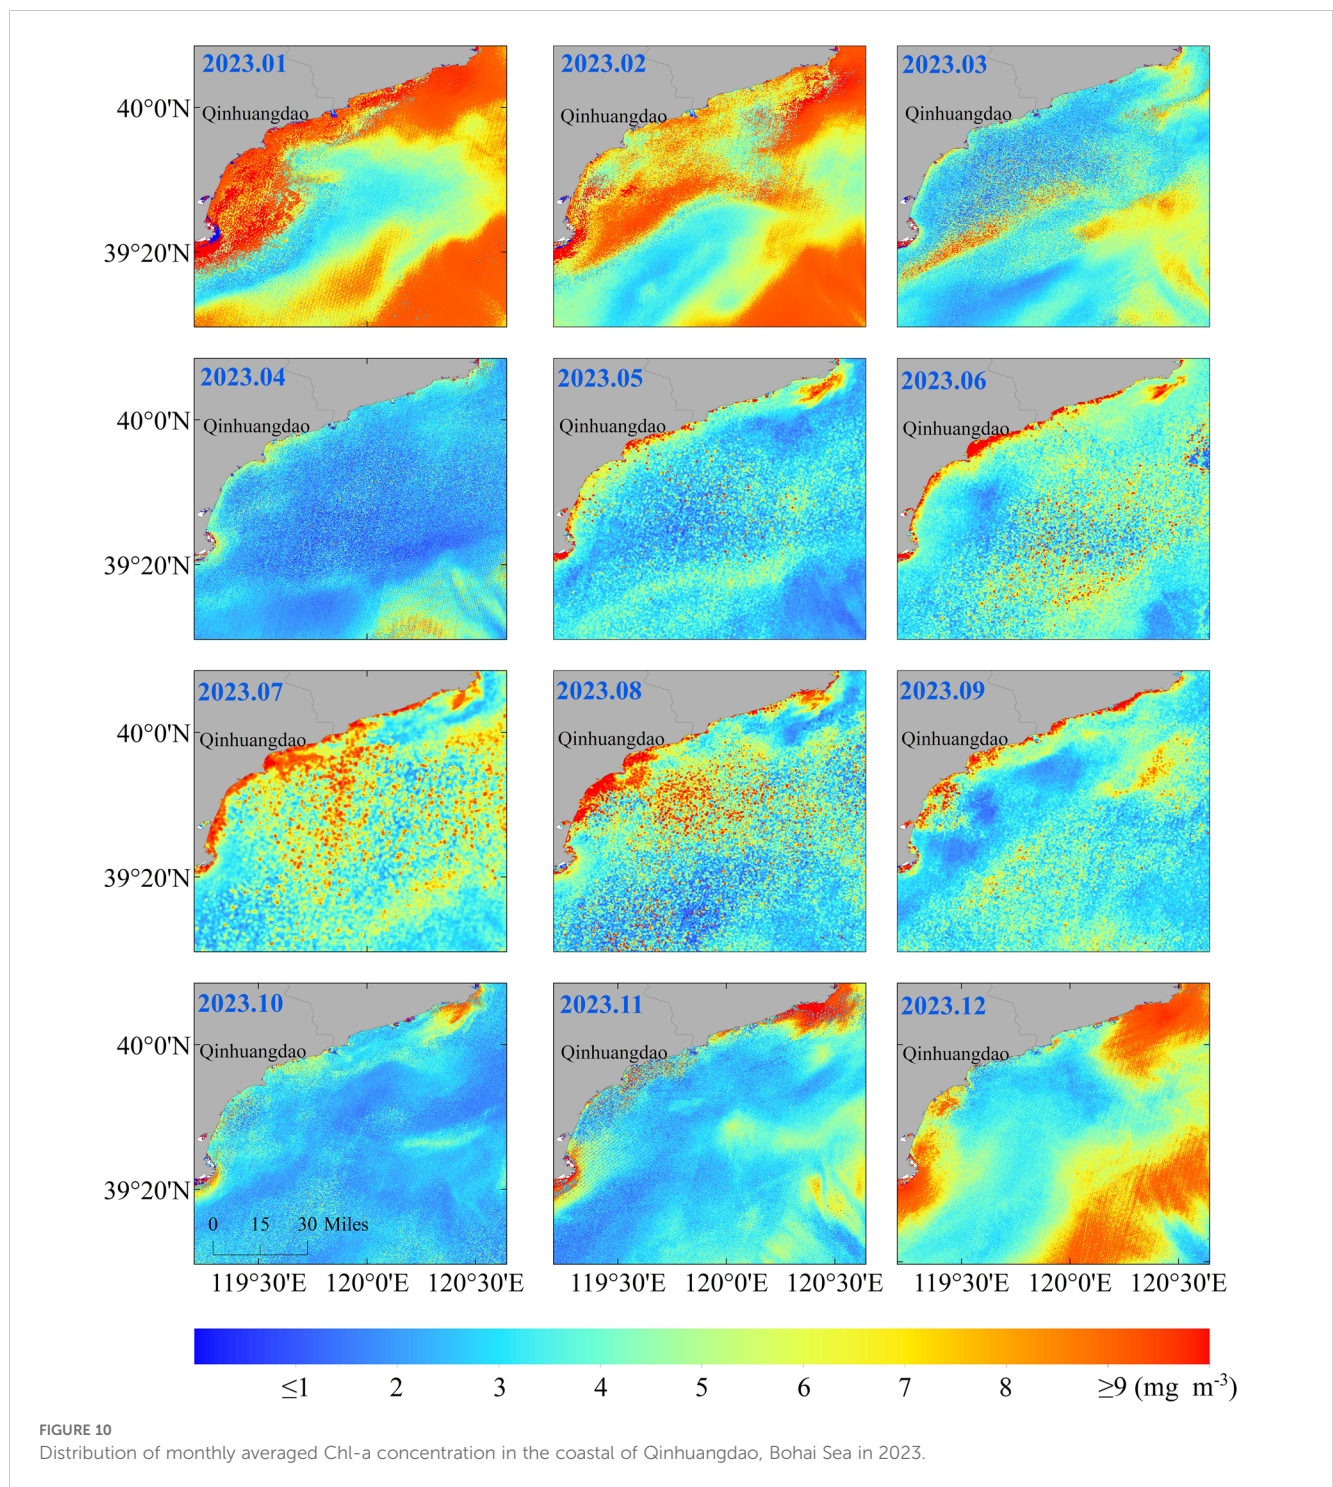 2023.01
2023.02
2023.03
40°0'N
Qinhuangdao
Qinhuangdao
Qinhuangdao
39°20'N
2023.04
2023.05
2023.06
40°0'N
Qinhuangdao
Qinhuangdao
Qinhuangdao
39°20'N
2023.07
2023.08
2023.09
40°0'N
Qinhuangdao
Qinhuangdao
Qinhuangdao
39°20'N
2023.10
2023.11
2023.12
40°0'N
Qinhuangdao
Qinhuangdao
Qinhuangdao
39°20'N
0 15 30 Miles
119°30'E 120°0'E 120°30'E
119°30'E 120°0'E 120°30'E
119°30'E 120°0'E 120°30'E
≤1 2 3 4 5 6 7 8 ≥9 (mg m⁻³)
FIGURE 10
Distribution of monthly averaged Chl-a concentration in the coastal of Qinhuangdao, Bohai Sea in 2023.